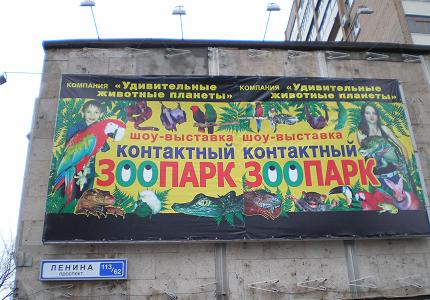 КОМПАНИЯ «Удивительные
животные планеты»
шоу-выставка
КОНТАКТНЫЙ
ЗООПАРК
КОМПАНИЯ «Удивительные
животные планеты»
шоу-выставка
КОНТАКТНЫЙ
ЗООПАРК
ЛЕНИНА
проспект
113/62